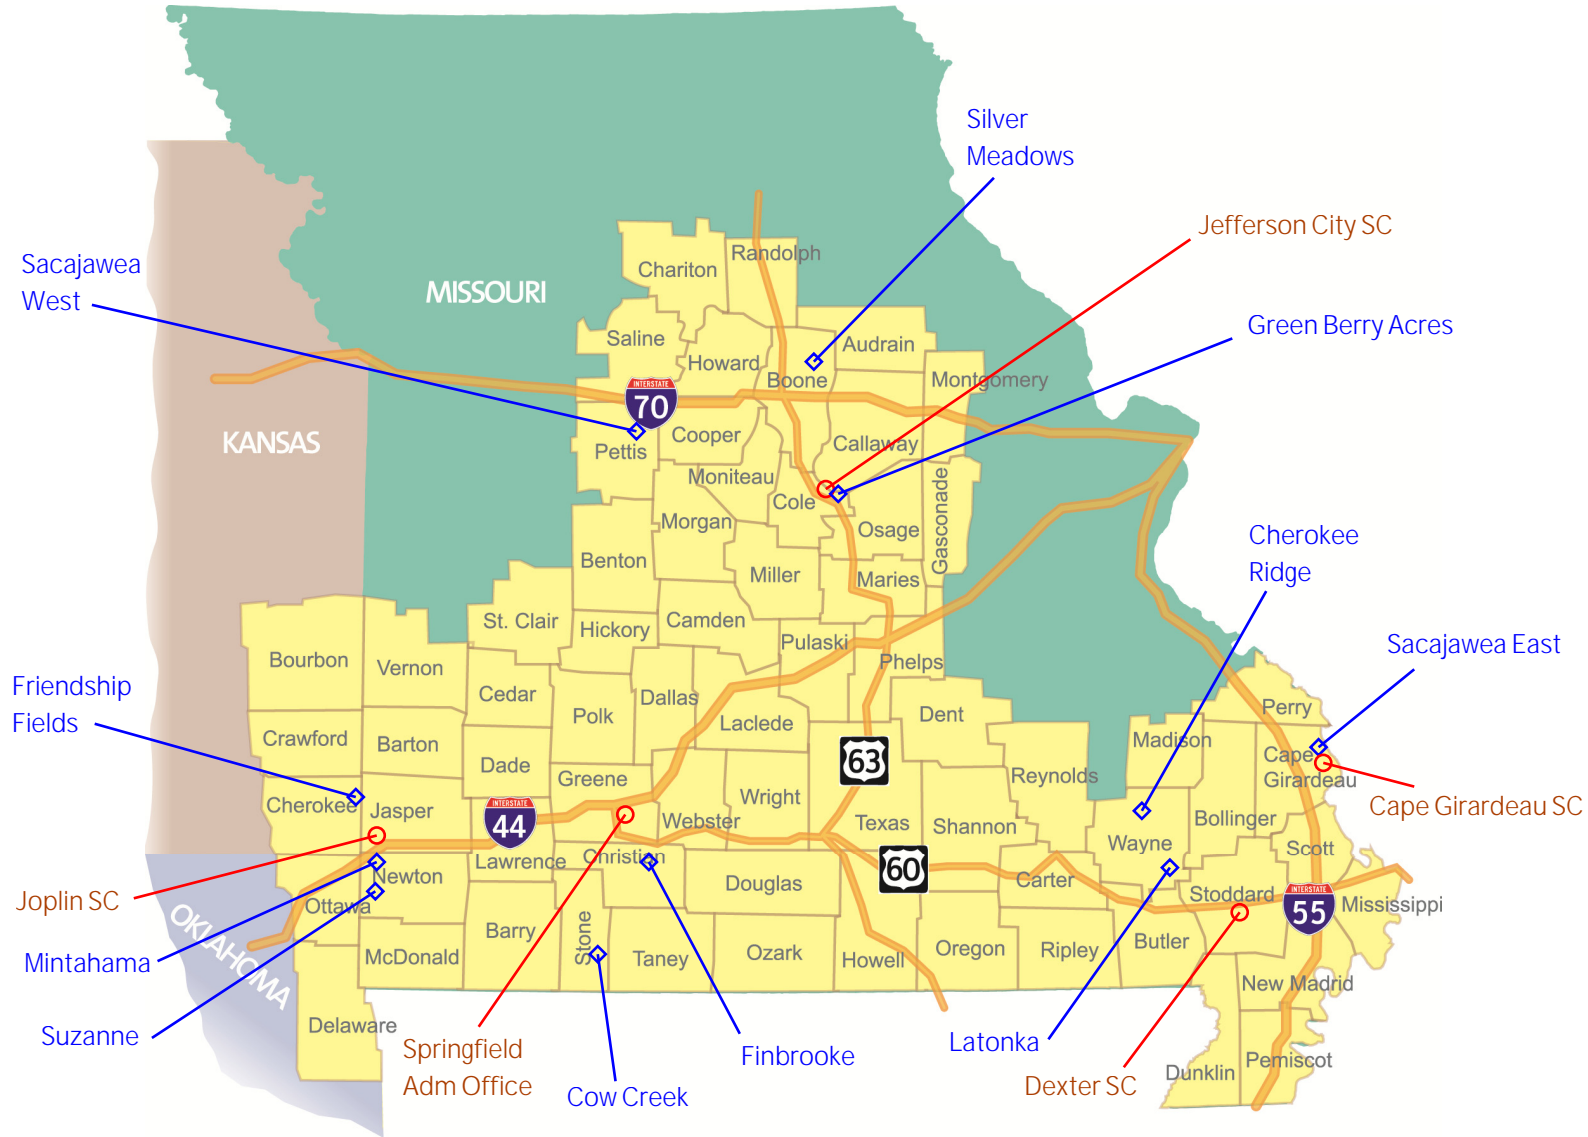 Silver
Meadows
Jefferson City SC
Randolph
Chariton
Sacajawea
West
MISSOURI
Green Berry Acres
Saline
Audrain
Howard
Boone
Montgomery
INTERSTATE
70
KANSAS
Cooper
Callaway
Pettis
Moniteau
Cole
Gasconade
Morgan
Osage
Cherokee
Ridge
Benton
Miller
Maries
St. Clair
Hickory
Camden
Pulaski
Sacajawea East
Bourbon
Vernon
Phelps
Friendship
Fields
Cedar
Dallas
Polk
Laclede
Dent
Perry
Crawford
Barton
Madison
Cape
Girardeau
Dade
Greene
63
Reynolds
Cherokee
Jasper
Wright
Cape Girardeau SC
INTERSTATE
44
Webster
Texas
Shannon
Bollinger
Wayne
Scott
Lawrence
Christian
60
Newton
Douglas
Carter
Stoddard
INTERSTATE
55
Mississippi
Joplin SC
Ottawa
OKLAHOMA
Barry
Stone
McDonald
Taney
Ozark
Howell
Oregon
Ripley
Butler
Mintahama
New Madrid
Delaware
Suzanne
Springfield
Adm Office
Finbrooke
Latonka
Pemiscot
Dunklin
Cow Creek
Dexter SC